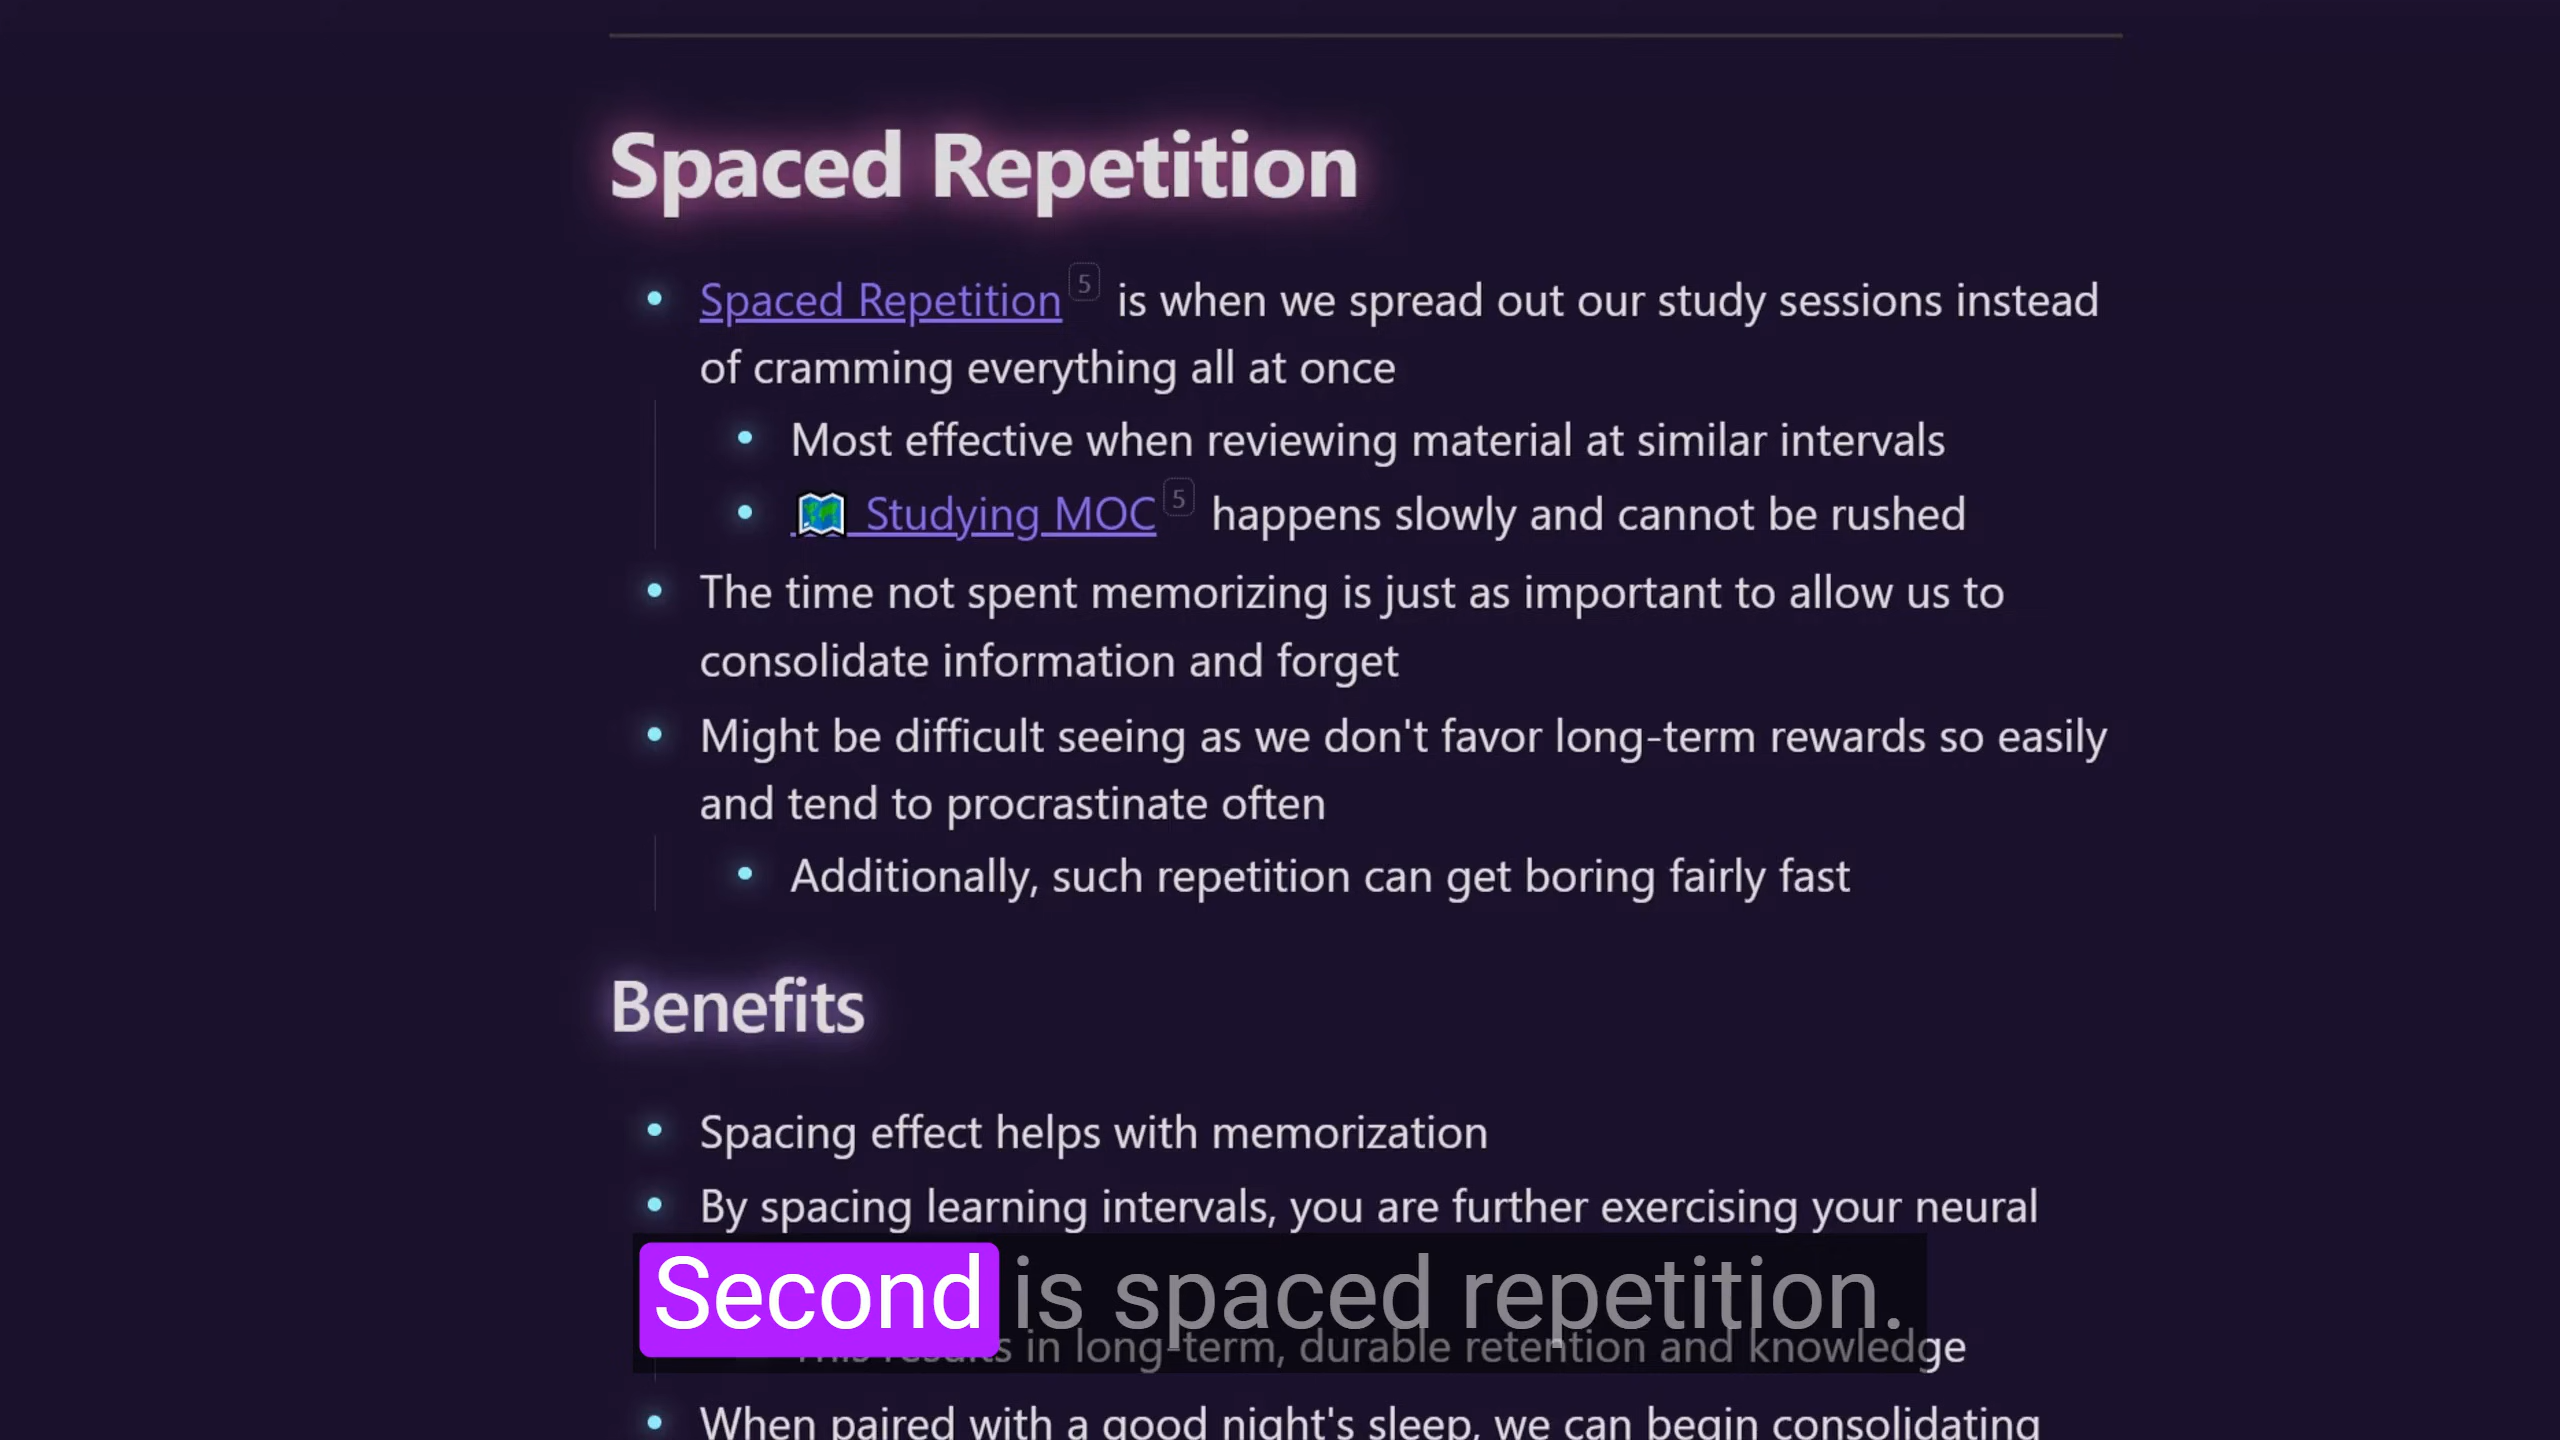 Spaced Repetition
Spaced Repetition 5 is when we spread out our study sessions instead
of cramming everything all at once
Most effective when reviewing material at similar intervals
Studying MOC 5 happens slowly and cannot be rushed
The time not spent memorizing is just as important to allow us to
consolidate information and forget
Might be difficult seeing as we don't favor long-term rewards so easily
and tend to procrastinate often
Additionally, such repetition can get boring fairly fast
Benefits
Spacing effect helps with memorization
By spacing learning intervals, you are further exercising your neural
Second is spaced repetition.
This results in long-term, durable retention and knowledge
When paired with a good night's sleep, we can begin consolidating